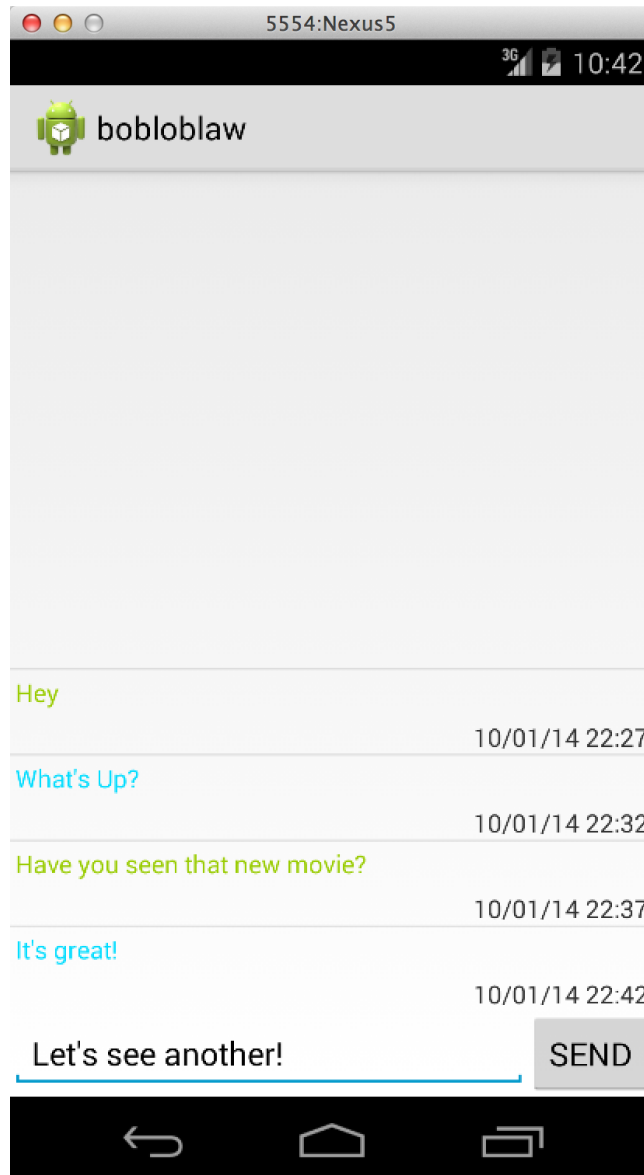 5554:Nexus5
3G 10:42
bobloblaw
Hey
10/01/14 22:27
What's Up?
10/01/14 22:32
Have you seen that new movie?
10/01/14 22:37
It's great!
10/01/14 22:42
Let's see another! SEND